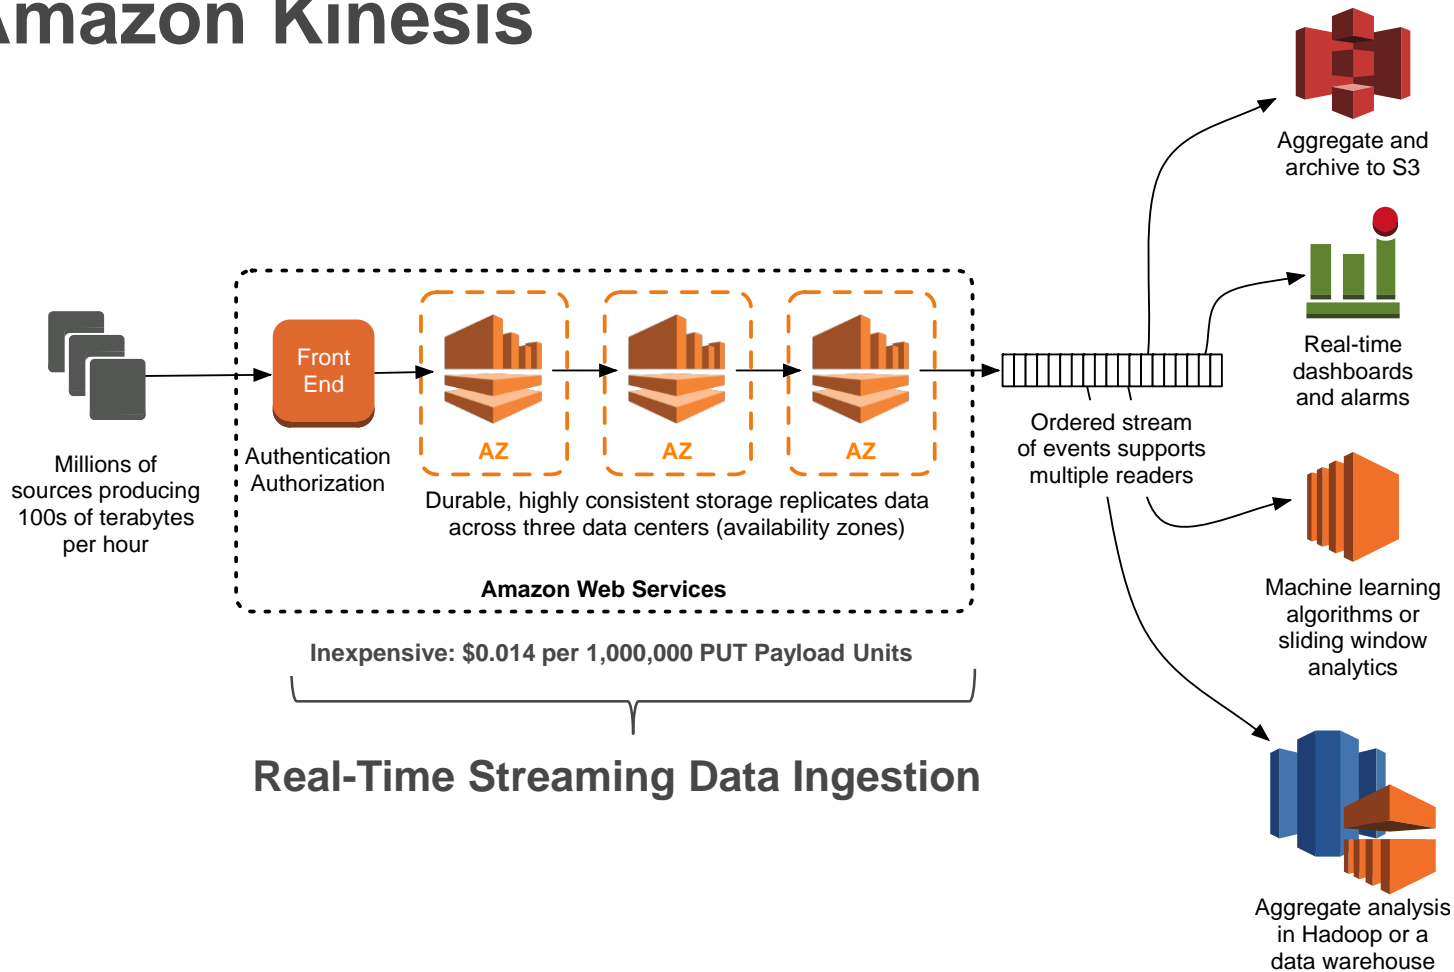 Amazon Kinesis
Aggregate and
archive to S3
Real-time
dashboards
and alarms
Front
End
AZ
AZ
AZ
Authentication
Authorization
Millions of
sources producing
100s of terabytes
per hour
Durable, highly consistent storage replicates data
across three data centers (availability zones)
Amazon Web Services
Ordered stream
of events supports
multiple readers
Machine learning
algorithms or
sliding window
analytics
Inexpensive: $0.014 per 1,000,000 PUT Payload Units
Real-Time Streaming Data Ingestion
Aggregate analysis
in Hadoop or a
data warehouse